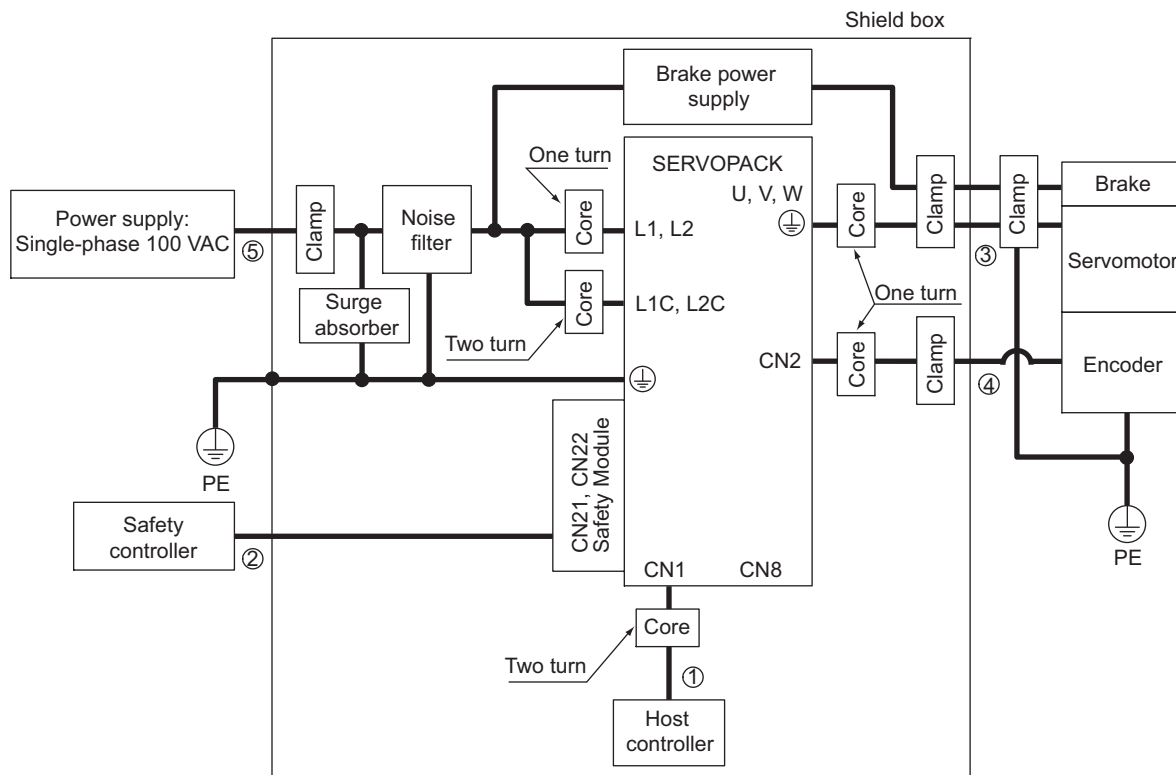 Shield box
Brake power
supply
One turn
SERVOPACK
U, V, W
Clamp
Clamp
Brake
Power supply:
Single-phase 100 VAC
⑤
Clamp
Noise
filter
Core
L1, L2
Core
③
Servomotor
Surge
absorber
Core
L1C, L2C
One turn
Two turn
CN2
Core
Clamp
④
Encoder
PE
CN21, CN22
Safety Module
Safety
controller
②
PE
CN1
CN8
Core
Two turn
①
Host
controller